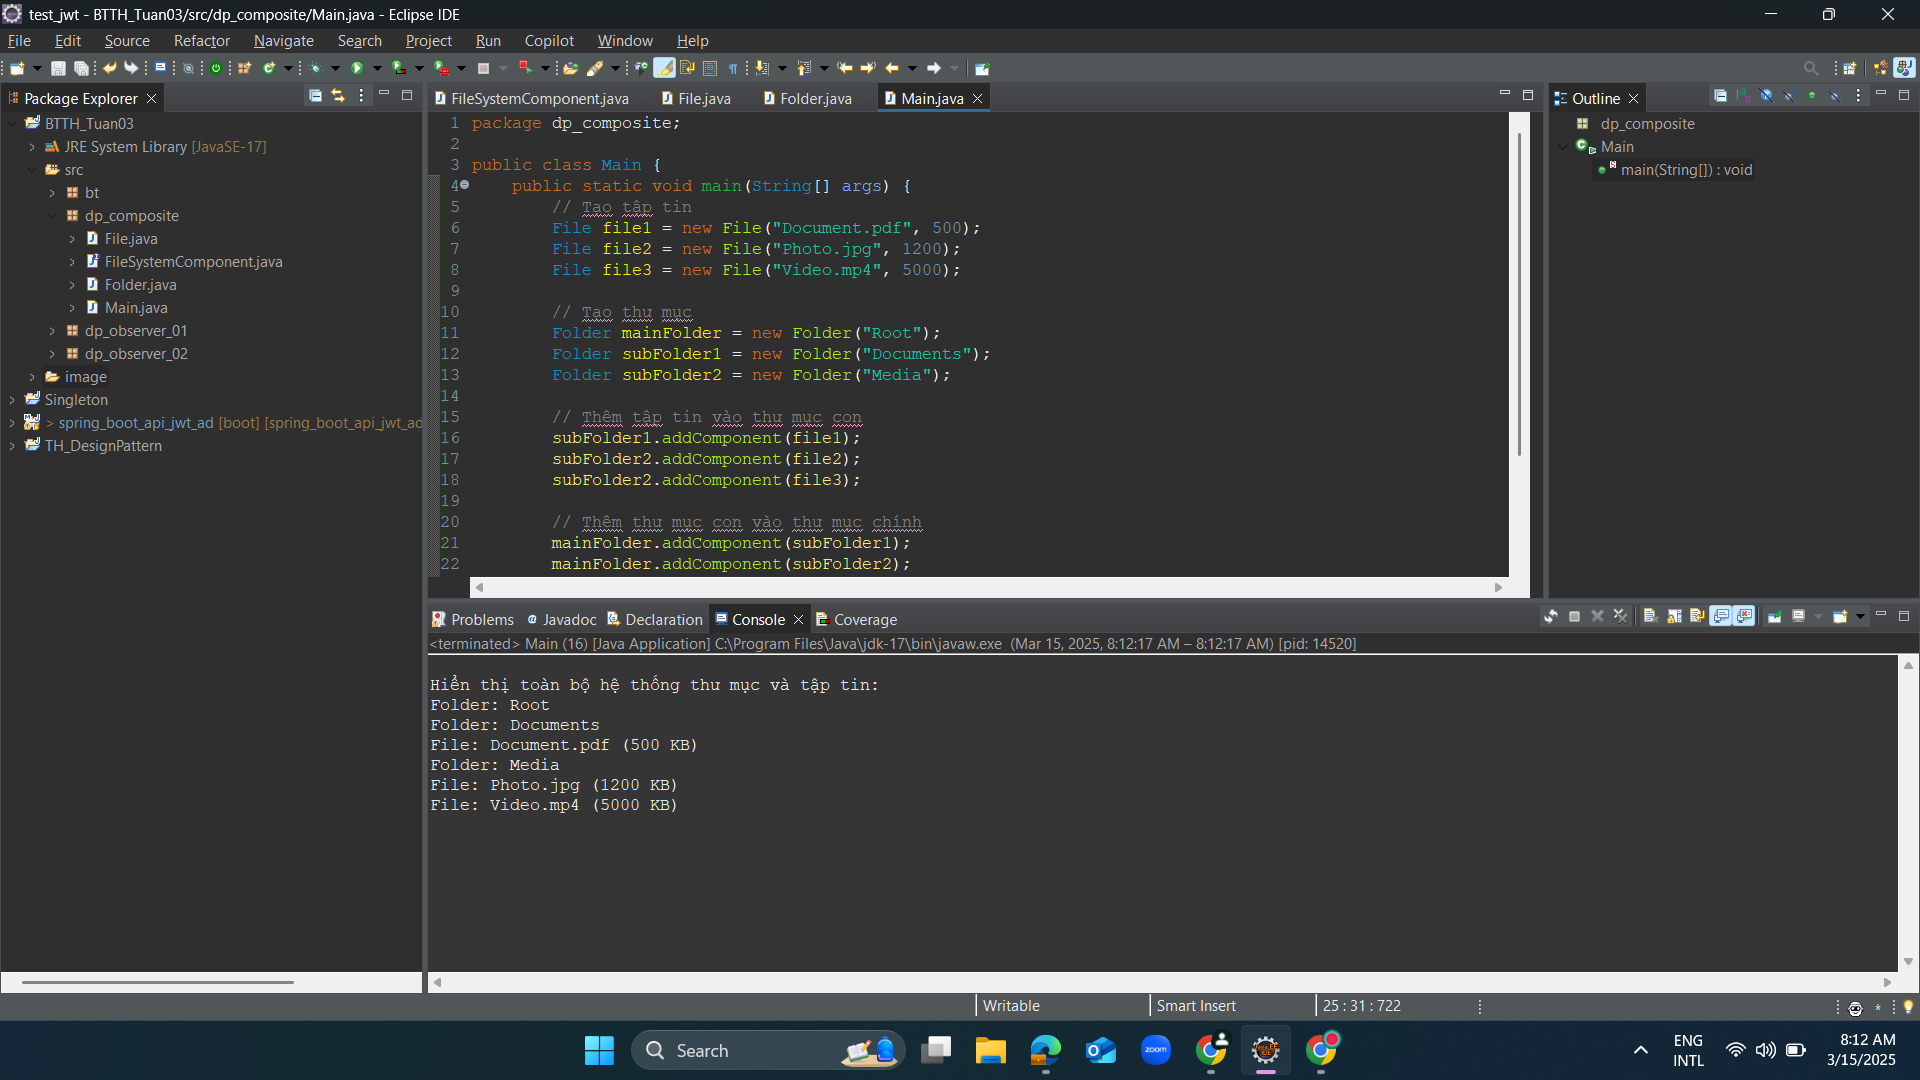 test_jwt - BTTH_Tuan03/src/dp_composite/Main.java - Eclipse IDE
File Edit Source Refactor Navigate Search Project Run Copilot Window Help
Package Explorer
BTTH_Tuan03
JRE System Library [JavaSE-17]
src
bt
dp_composite
File.java
FileSystemComponent.java
Folder.java
Main.java
dp_observer_01
dp_observer_02
image
Singleton
> spring_boot_api_jwt_ad [boot] [spring_boot_api_jwt_ad
TH_DesignPattern
FileSystemComponent.java File.java Folder.java Main.java
1 package dp_composite;
2
3 public class Main {
4 public static void main(String[] args) {
5 // Tạo tập tin
6 File file1 = new File("Document.pdf", 500);
7 File file2 = new File("Photo.jpg", 1200);
8 File file3 = new File("Video.mp4", 5000);
9
10 // Tạo thư mục
11 Folder mainFolder = new Folder("Root");
12 Folder subFolder1 = new Folder("Documents");
13 Folder subFolder2 = new Folder("Media");
14
15 // Thêm tập tin vào thư mục con
16 subFolder1.addComponent(file1);
17 subFolder2.addComponent(file2);
18 subFolder2.addComponent(file3);
19
20 // Thêm thư mục con vào thư mục chính
21 mainFolder.addComponent(subFolder1);
22 mainFolder.addComponent(subFolder2);
Outline
dp_composite
Main
main(String[]) : void
Problems Javadoc Declaration Console Coverage
<terminated> Main (16) [Java Application] C:\Program Files\Java\jdk-17\bin\javaw.exe (Mar 15, 2025, 8:12:17 AM – 8:12:17 AM) [pid: 14520]
Hiển thị toàn bộ hệ thống thư mục và tập tin:
Folder: Root
Folder: Documents
File: Document.pdf (500 KB)
Folder: Media
File: Photo.jpg (1200 KB)
File: Video.mp4 (5000 KB)
Writable Smart Insert 25 : 31 : 722
Search
zoom
ENG
INTL
8:12 AM
3/15/2025